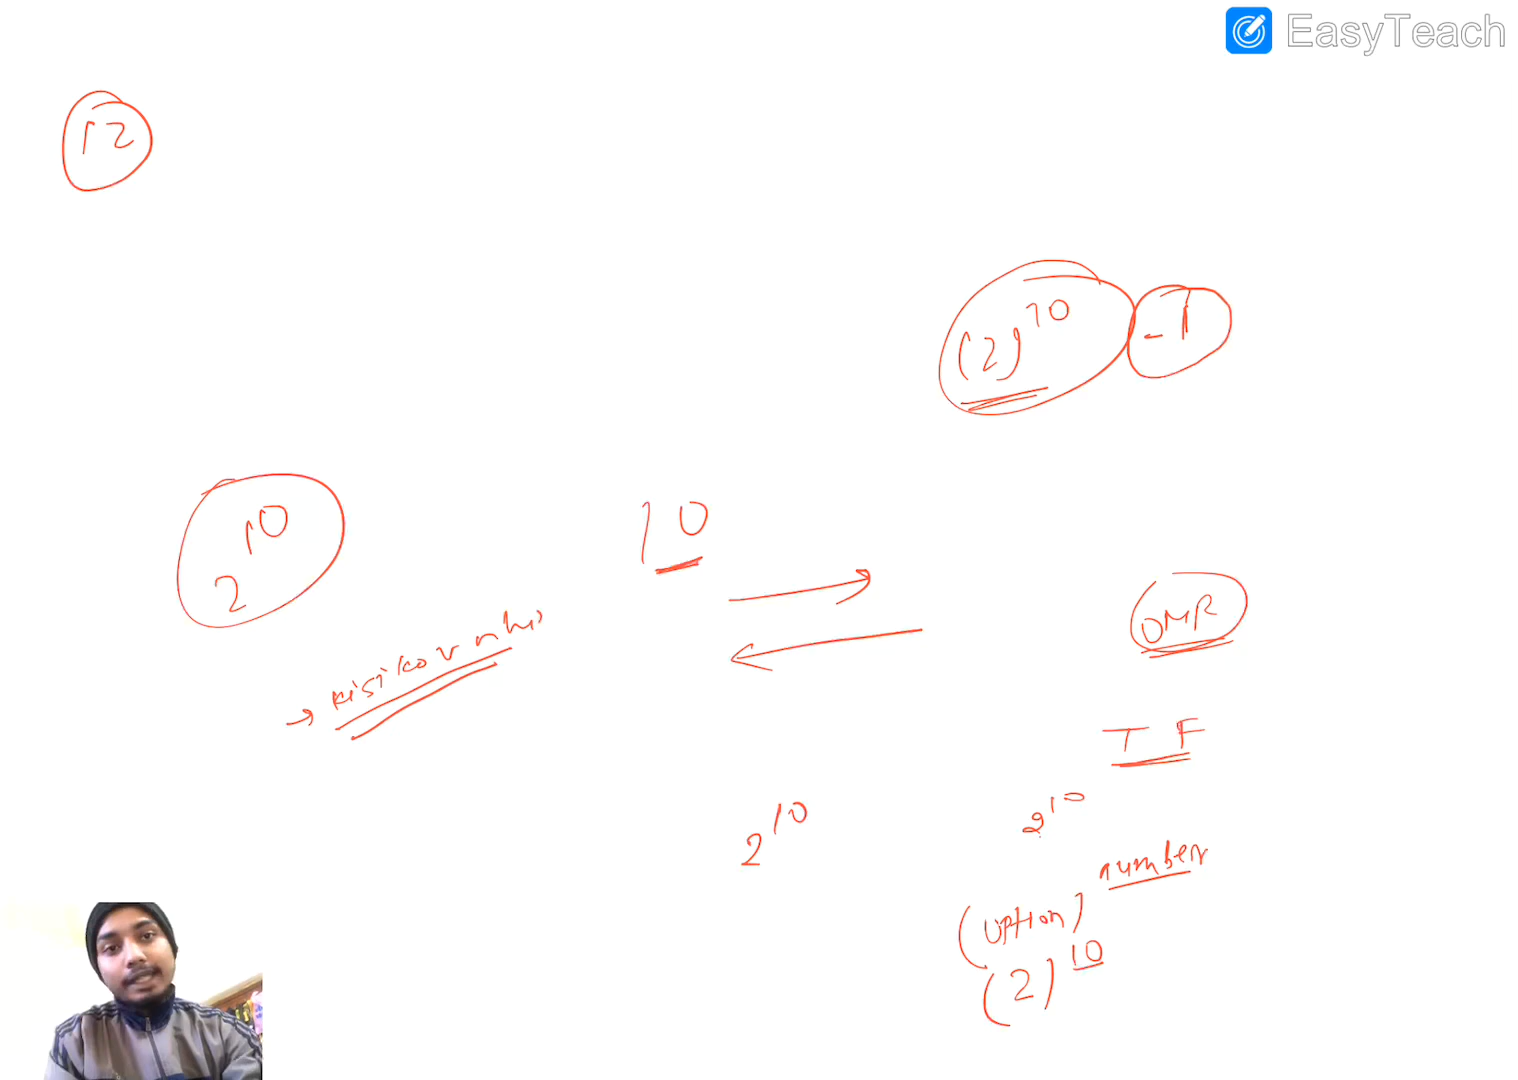 EasyTeach
12
(2)^10 - 1
2^10
10
OMR
T F
2^10
2^10
number
(option)
(2)^10